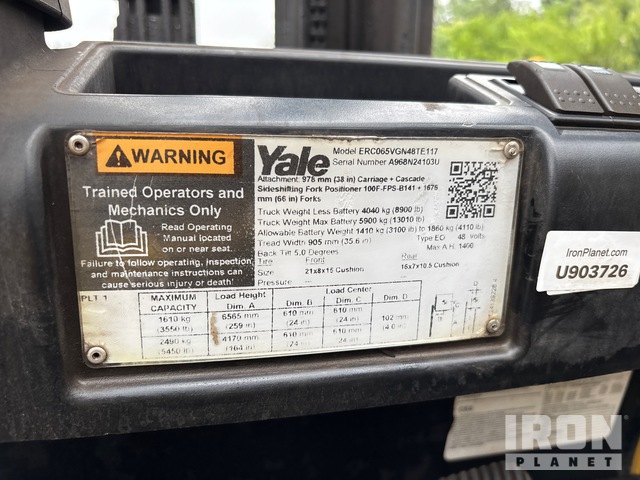 WARNING
Trained Operators and
Mechanics Only
Read Operating
Manual located
on or near seat.
Failure to follow operating, inspection,
and maintenance instructions can
cause serious injury or death!
Yale
Model ERC065VGN48TE117
Serial Number A968N24103U
Attachment: 978 mm (38 in) Carriage + Cascade
Sideshifting Fork Positioner 100F-FPS-B141 + 1676
mm (66 in) Forks
Truck Weight Less Battery 4040 kg (8900 lb)
Truck Weight Max Battery 5900 kg (13010 lb)
Allowable Battery Weight 1410 kg (3100 lb) to 1860 kg (4110 lb)
Tread Width 905 mm (35.6 in) Type EO 48 Volts
Back Tilt 5.0 Degrees Max A.H. 1400
Tire Front Rear
Size: 21x8x15 Cushion 16x7x10.5 Cushion
Pressure
PLT 1
MAXIMUM CAPACITY Load Height Dim. A Load Center Dim. B Dim. C Dim. D
1610 kg (3550 lb) 6565 mm (259 in) 610 mm (24 in) 610 mm (24 in) 102 mm
2490 kg (5450 lb) 4170 mm (164 in) 610 mm 610 mm
IronPlanet.com
U903726
IRON
PLANET